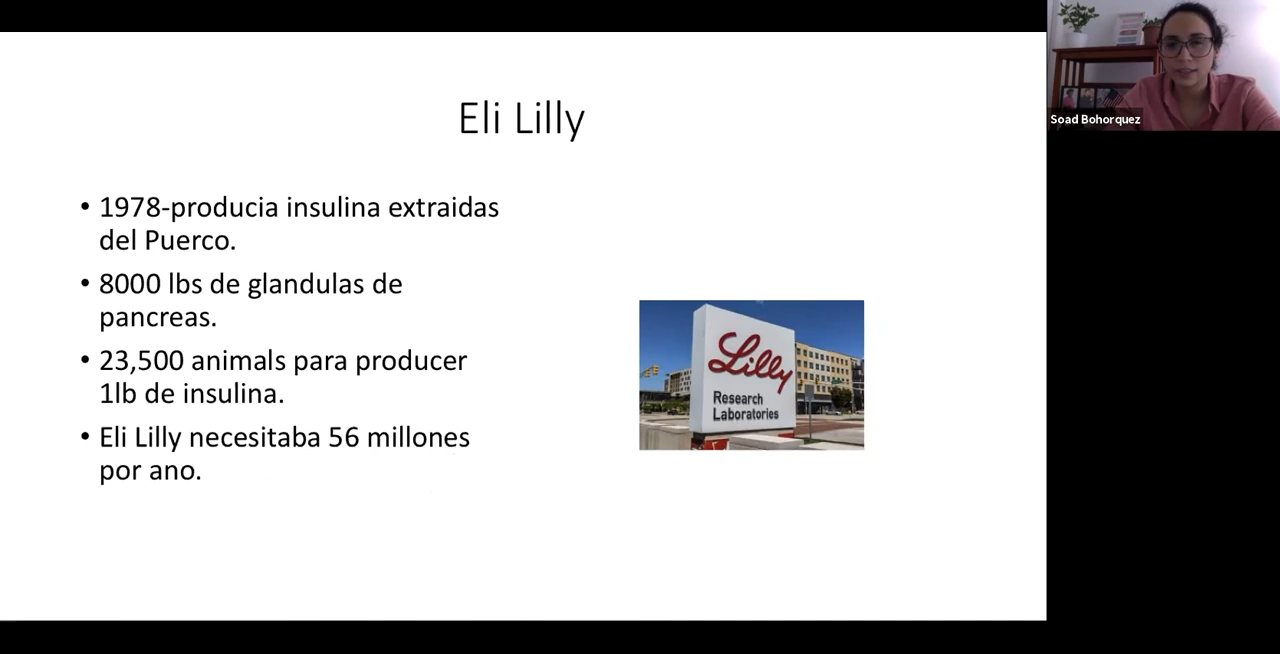 Eli Lilly
• 1978-producia insulina extraidas
del Puerco.
• 8000 lbs de glandulas de
pancreas.
• 23,500 animals para producer
1lb de insulina.
• Eli Lilly necesitaba 56 millones
por ano.
Lilly
Research
Laboratories
Soad Bohorquez